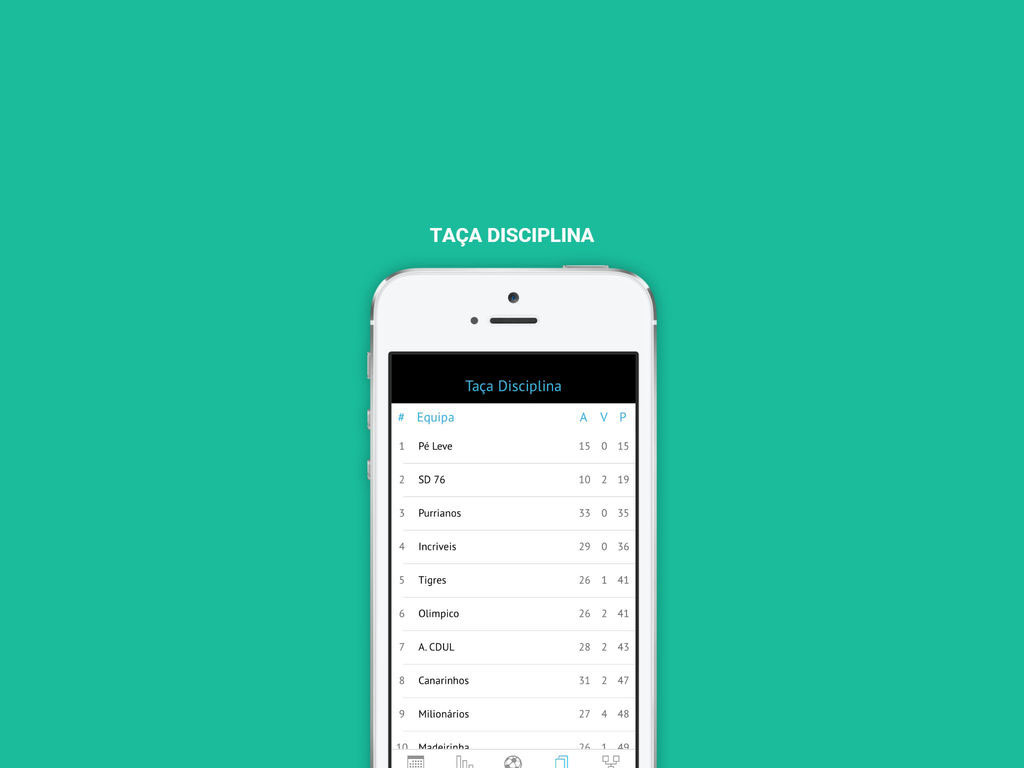 TAÇA DISCIPLINA
Taça Disciplina
# Equipa A V P
1 Pé Leve 15 0 15
2 SD 76 10 2 19
3 Purrianos 33 0 35
4 Incriveis 29 0 36
5 Tigres 26 1 41
6 Olimpico 26 2 41
7 A. CDUL 28 2 43
8 Canarinhos 31 2 47
9 Milionários 27 4 48
10 Madeirinha 26 1 49